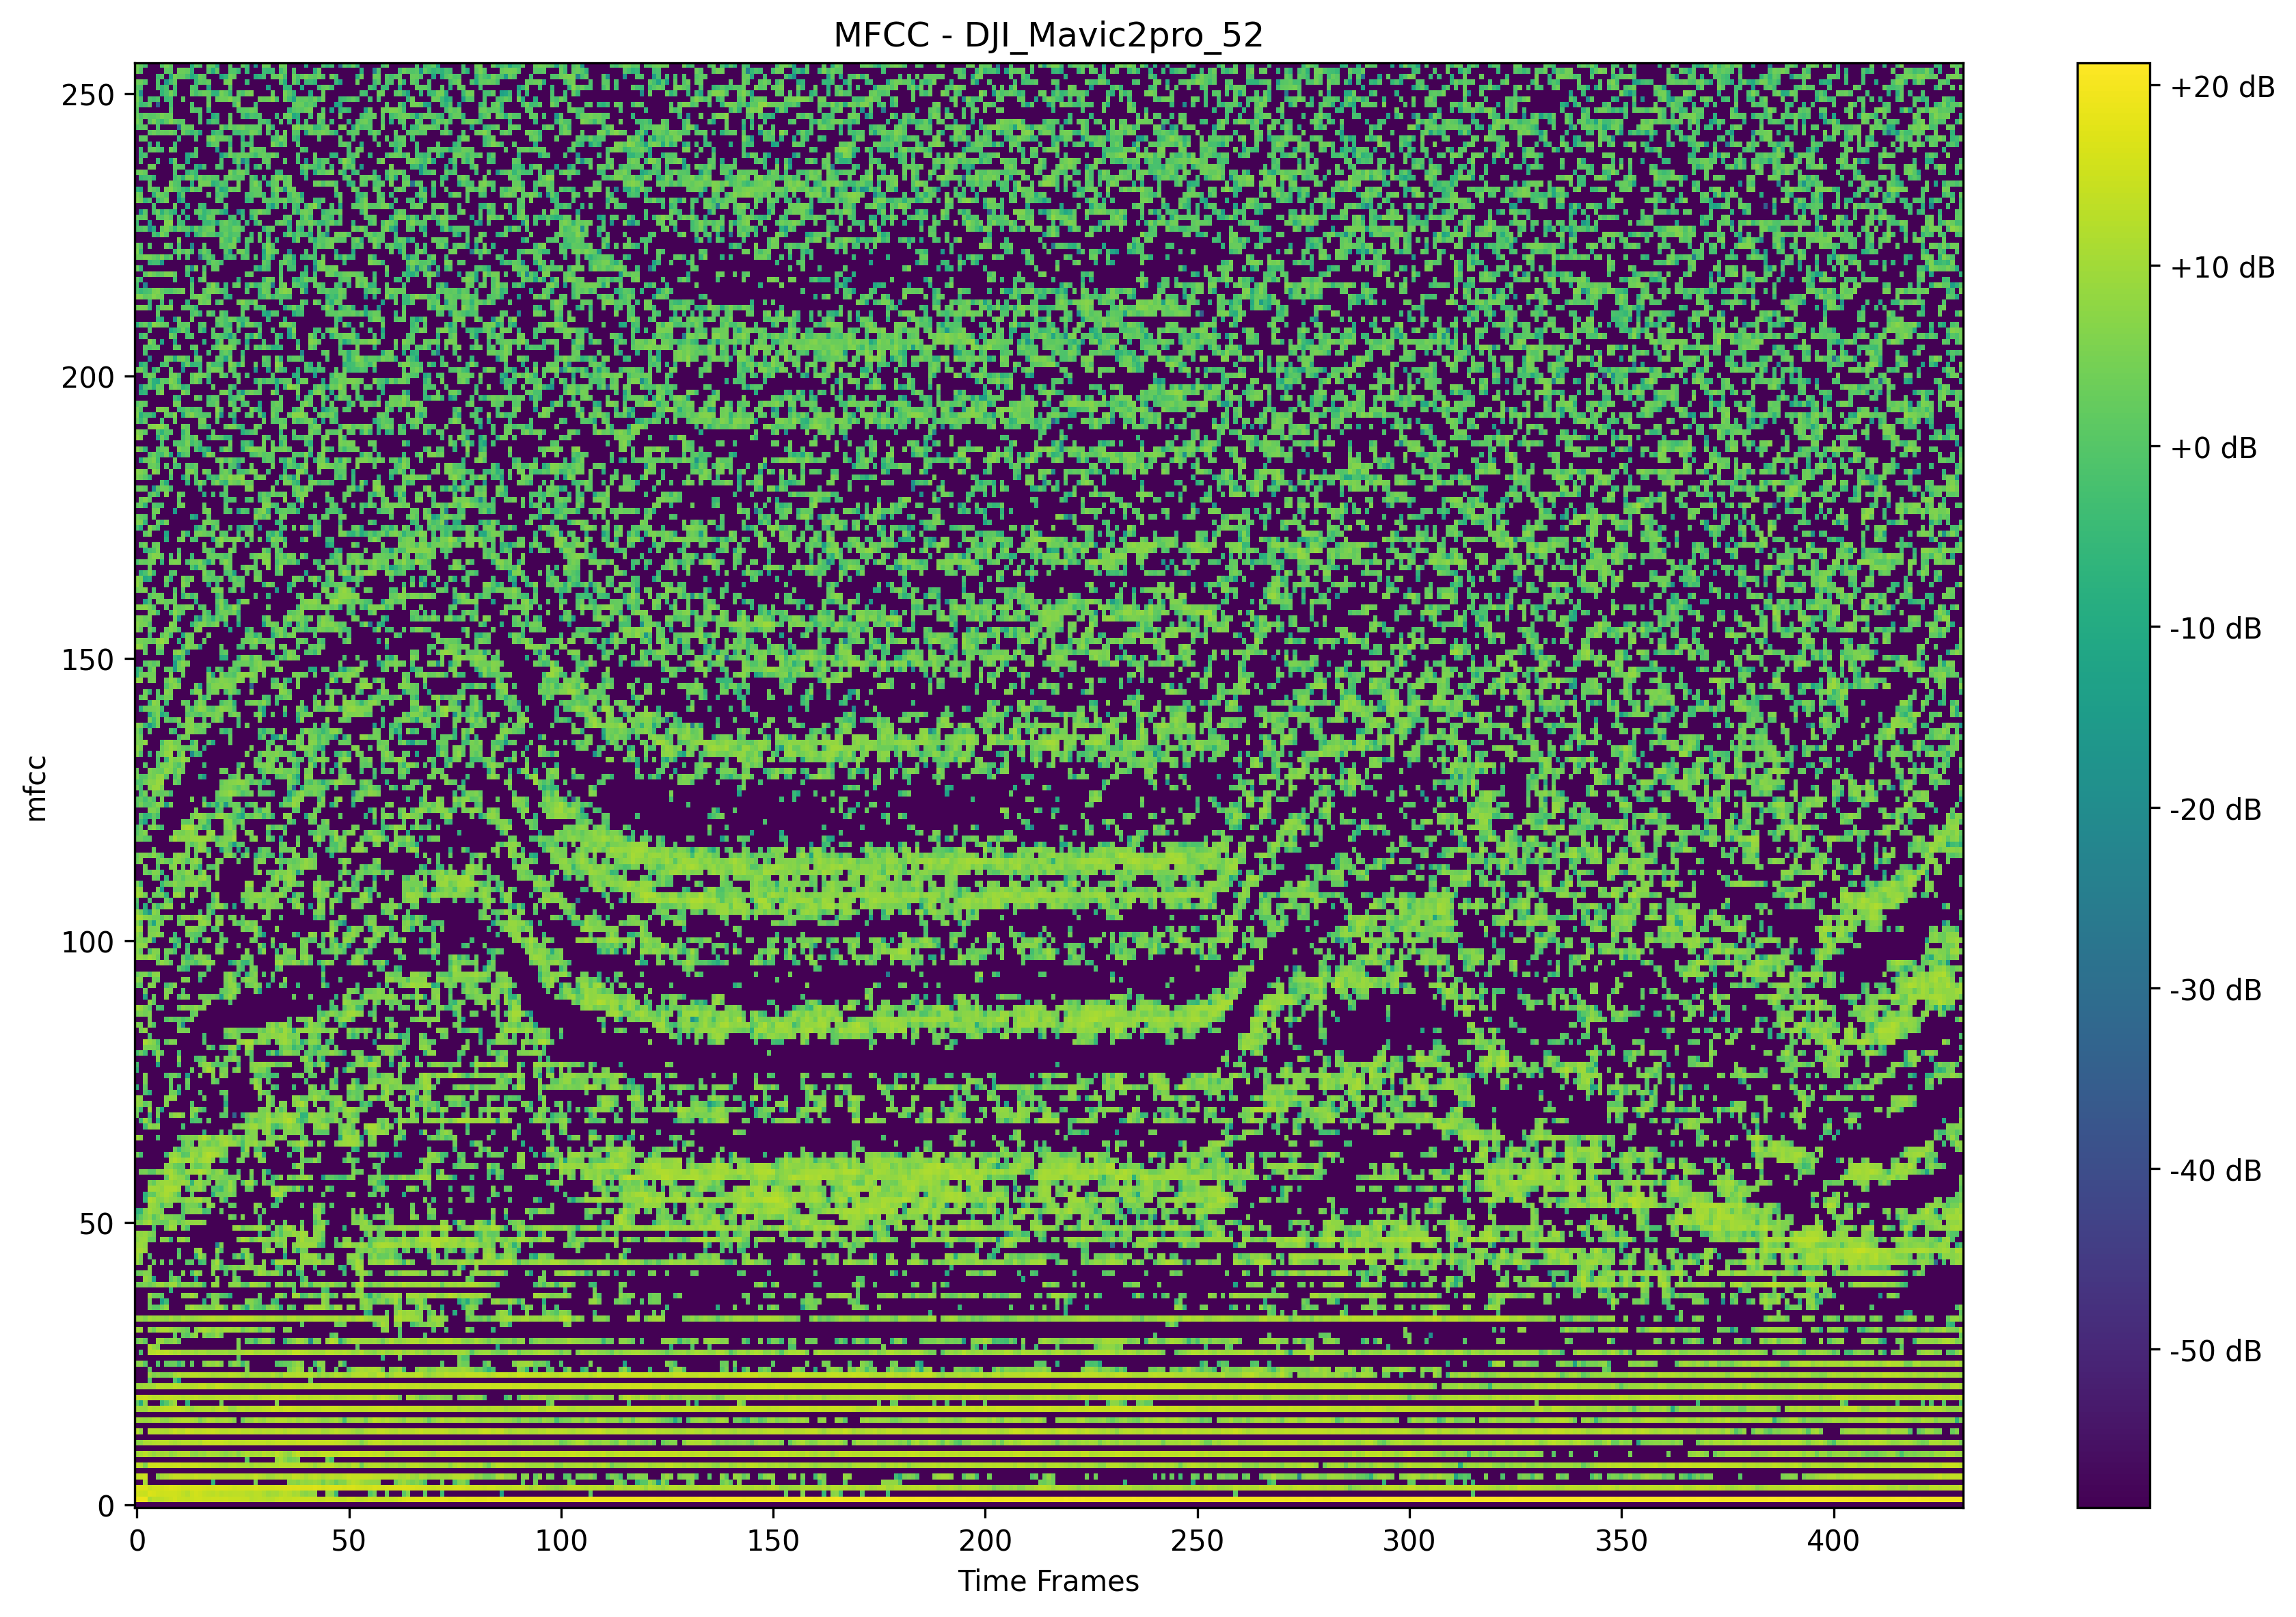 MFCC - DJI_Mavic2pro_52
250
200
150
100
50
0
mfcc
0 50 100 150 200 250 300 350 400
Time Frames
+20 dB
+10 dB
+0 dB
-10 dB
-20 dB
-30 dB
-40 dB
-50 dB